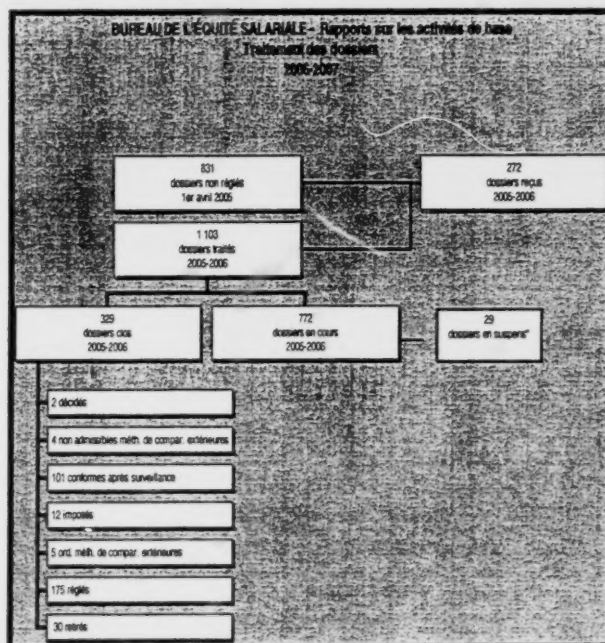 BUREAU DE L'ÉQUITÉ SALARIALE - Rapports sur les activités de base
Traitement des dossiers
2006-2007
831
dossiers non réglés
1er avril 2005
272
dossiers reçus
2005-2006
1 103
dossiers traités
2005-2006
329
dossiers clos
2005-2006
772
dossiers en cours
2005-2006
29
dossiers en suspens*
2 décidés
4 non admissibles méth. de compar. extérieures
101 conformes après surveillance
12 imposés
5 ord. méth. de compar. extérieures
175 réglés
30 retirés